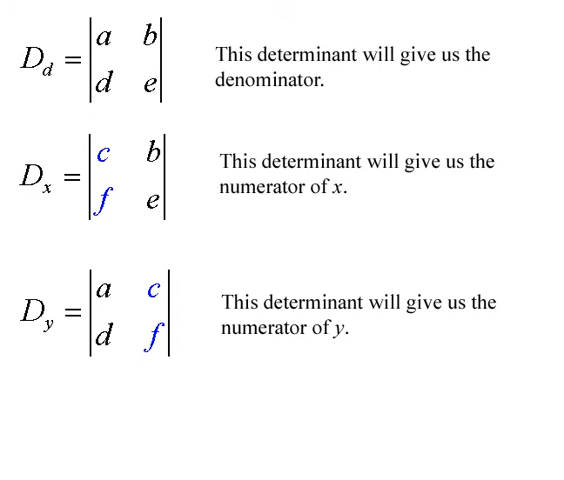 D_d = |a b|
|d e|
This determinant will give us the
denominator.
D_x = |c b|
|f e|
This determinant will give us the
numerator of x.
D_y = |a c|
|d f|
This determinant will give us the
numerator of y.